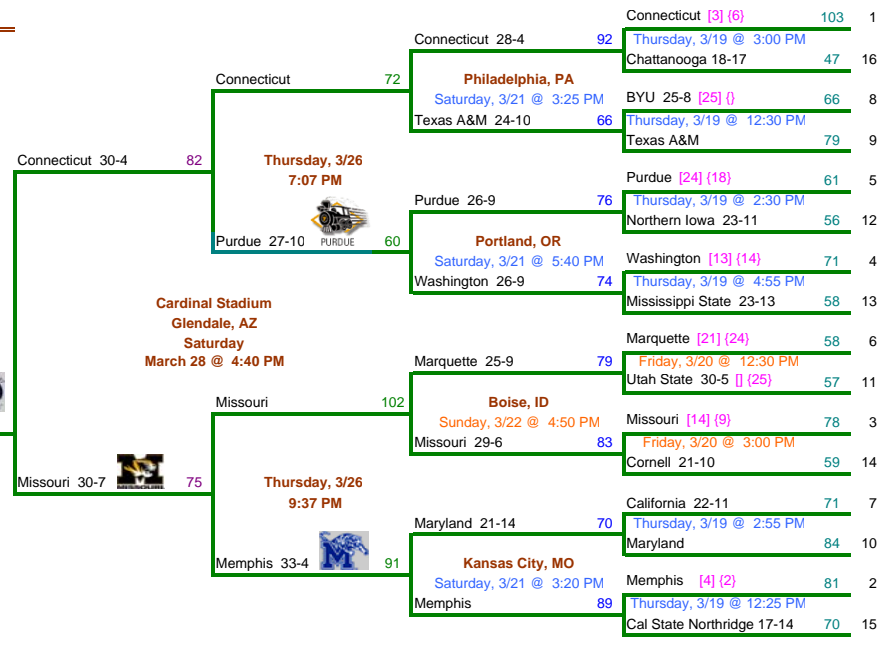 Connecticut [3] {6} 103 1
Thursday, 3/19 @ 3:00 PM
Chattanooga 18-17 47 16
Connecticut 28-4 92
Philadelphia, PA
Saturday, 3/21 @ 3:25 PM
Texas A&M 24-10 66
BYU 25-8 [25] {} 66 8
Thursday, 3/19 @ 12:30 PM
Texas A&M 79 9
Connecticut 72
Thursday, 3/26
7:07 PM
Purdue 27-10 PURDUE 60
Purdue [24] {18} 61 5
Thursday, 3/19 @ 2:30 PM
Northern Iowa 23-11 56 12
Purdue 26-9 76
Portland, OR
Saturday, 3/21 @ 5:40 PM
Washington 26-9 74
Washington [13] {14} 71 4
Thursday, 3/19 @ 4:55 PM
Mississippi State 23-13 58 13
Connecticut 30-4 82
Cardinal Stadium
Glendale, AZ
Saturday
March 28 @ 4:40 PM
Missouri 30-7 MISSOURI 75
Marquette [21] {24} 58 6
Friday, 3/20 @ 12:30 PM
Utah State 30-5 [] {25} 57 11
Marquette 25-9 79
Boise, ID
Sunday, 3/22 @ 4:50 PM
Missouri 29-6 83
Missouri [14] {9} 78 3
Friday, 3/20 @ 3:00 PM
Cornell 21-10 59 14
Missouri 102
Thursday, 3/26
9:37 PM
Memphis 33-4 M 91
California 22-11 71 7
Thursday, 3/19 @ 2:55 PM
Maryland 84 10
Maryland 21-14 70
Kansas City, MO
Saturday, 3/21 @ 3:20 PM
Memphis 89
Memphis [4] {2} 81 2
Thursday, 3/19 @ 12:25 PM
Cal State Northridge 17-14 70 15